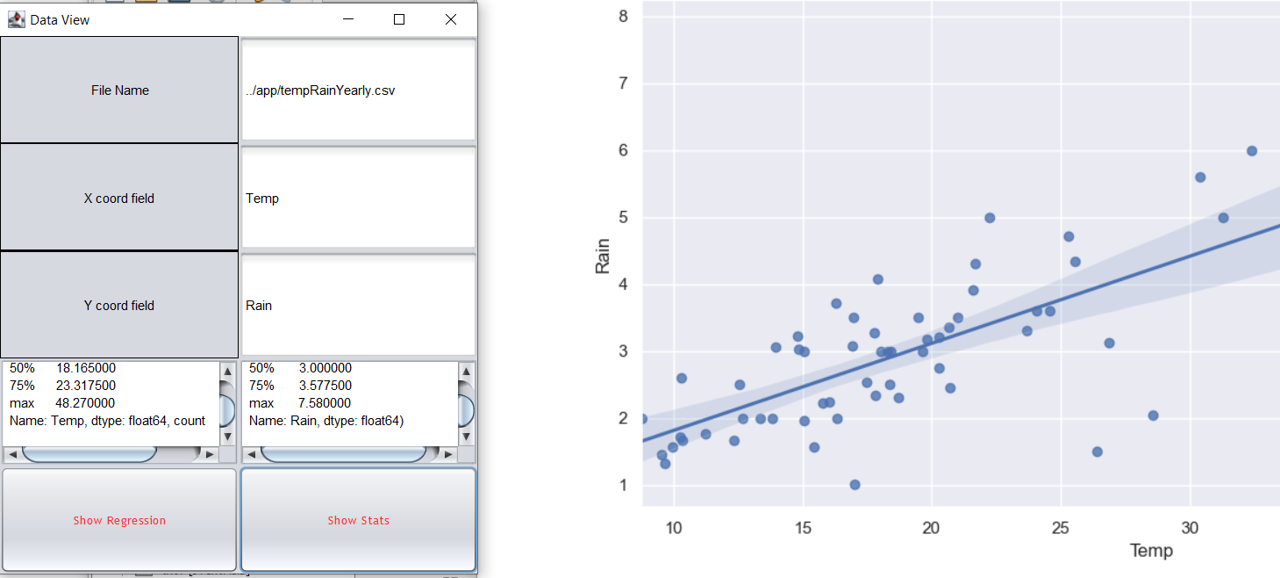 Data View
File Name
../app/tempRainYearly.csv
X coord field
Temp
Y coord field
Rain
50% 18.165000
75% 23.317500
max 48.270000
Name: Temp, dtype: float64, count
50% 3.000000
75% 3.577500
max 7.580000
Name: Rain, dtype: float64)
Show Regression
Show Stats
8
7
6
5
4
3
2
1
Rain
10 15 20 25 30
Temp